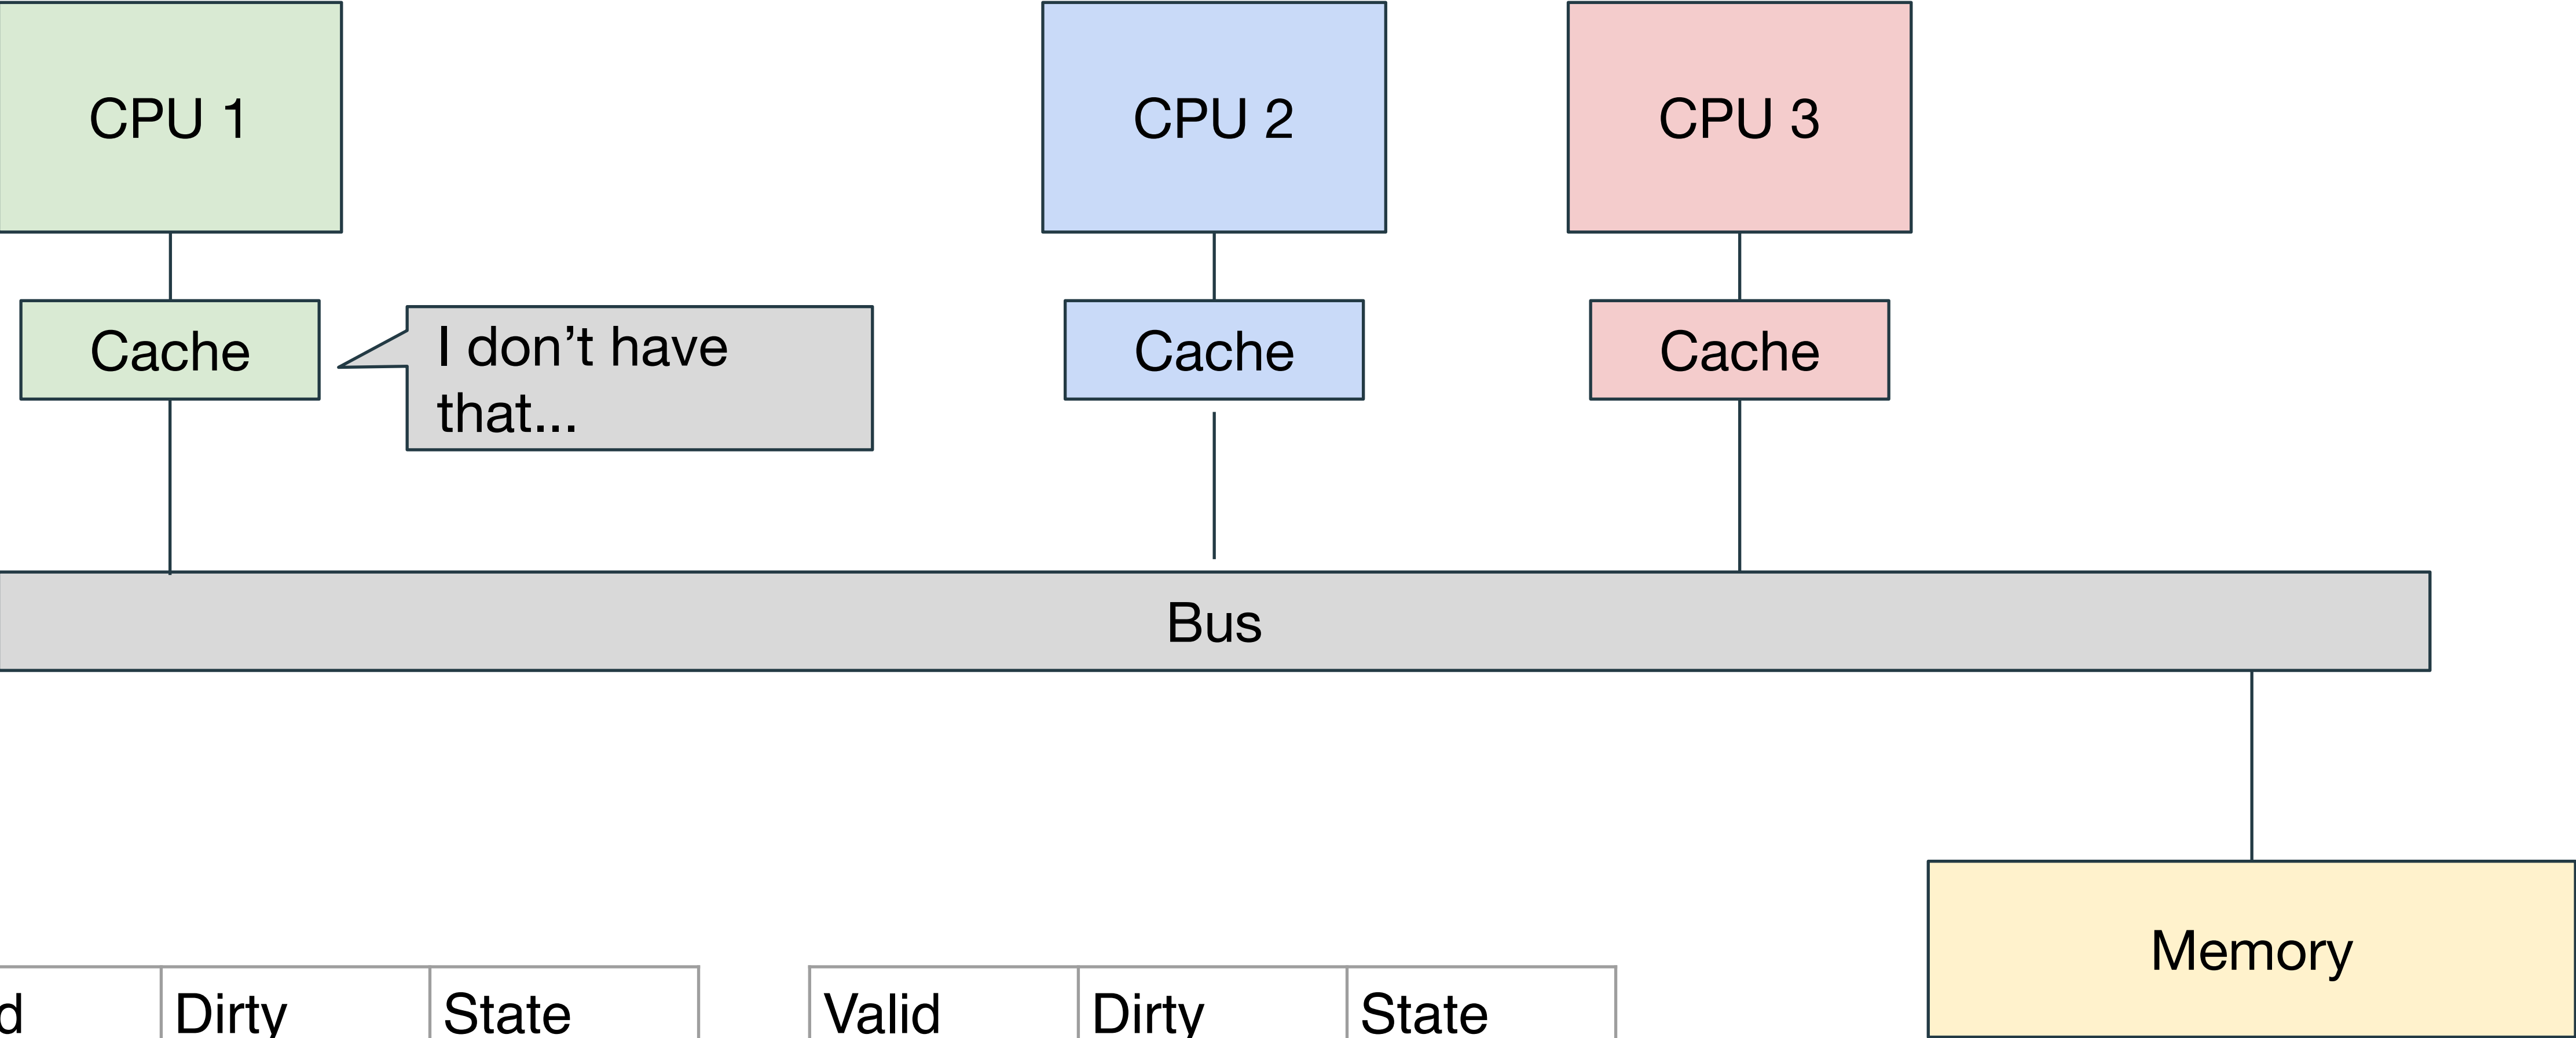 CPU 1
CPU 2
CPU 3
Cache
I don’t have
that...
Cache
Cache
Bus
Memory
d
Dirty
State
Valid
Dirty
State